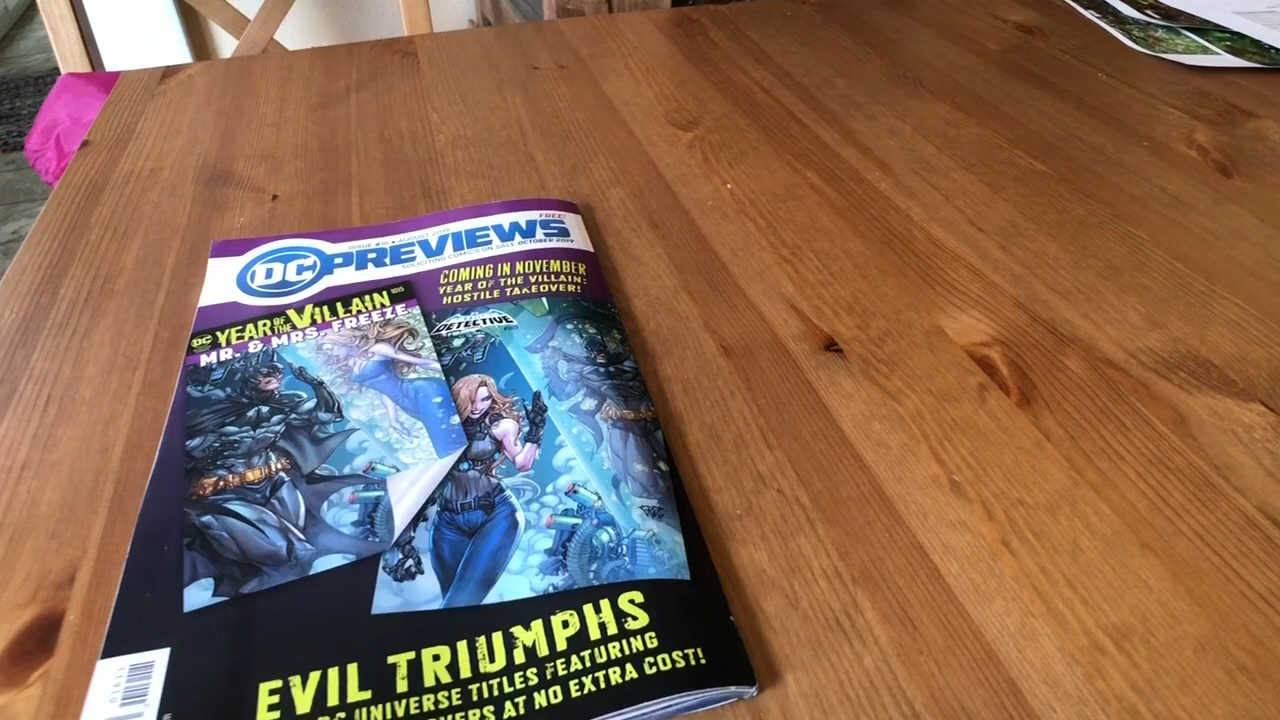 FREE!
ISSUE #16 • AUGUST 2019
DC PREVIEWS
SOLICITING COMICS ON SALE OCTOBER 2019
COMING IN NOVEMBER
YEAR OF THE VILLAIN:
HOSTILE TAKEOVER!
DC YEAR OF THE VILLAIN 1015
MR. & MRS. FREEZE
DETECTIVE
EVIL TRIUMPHS
DC UNIVERSE TITLES FEATURING
AT NO EXTRA COST!